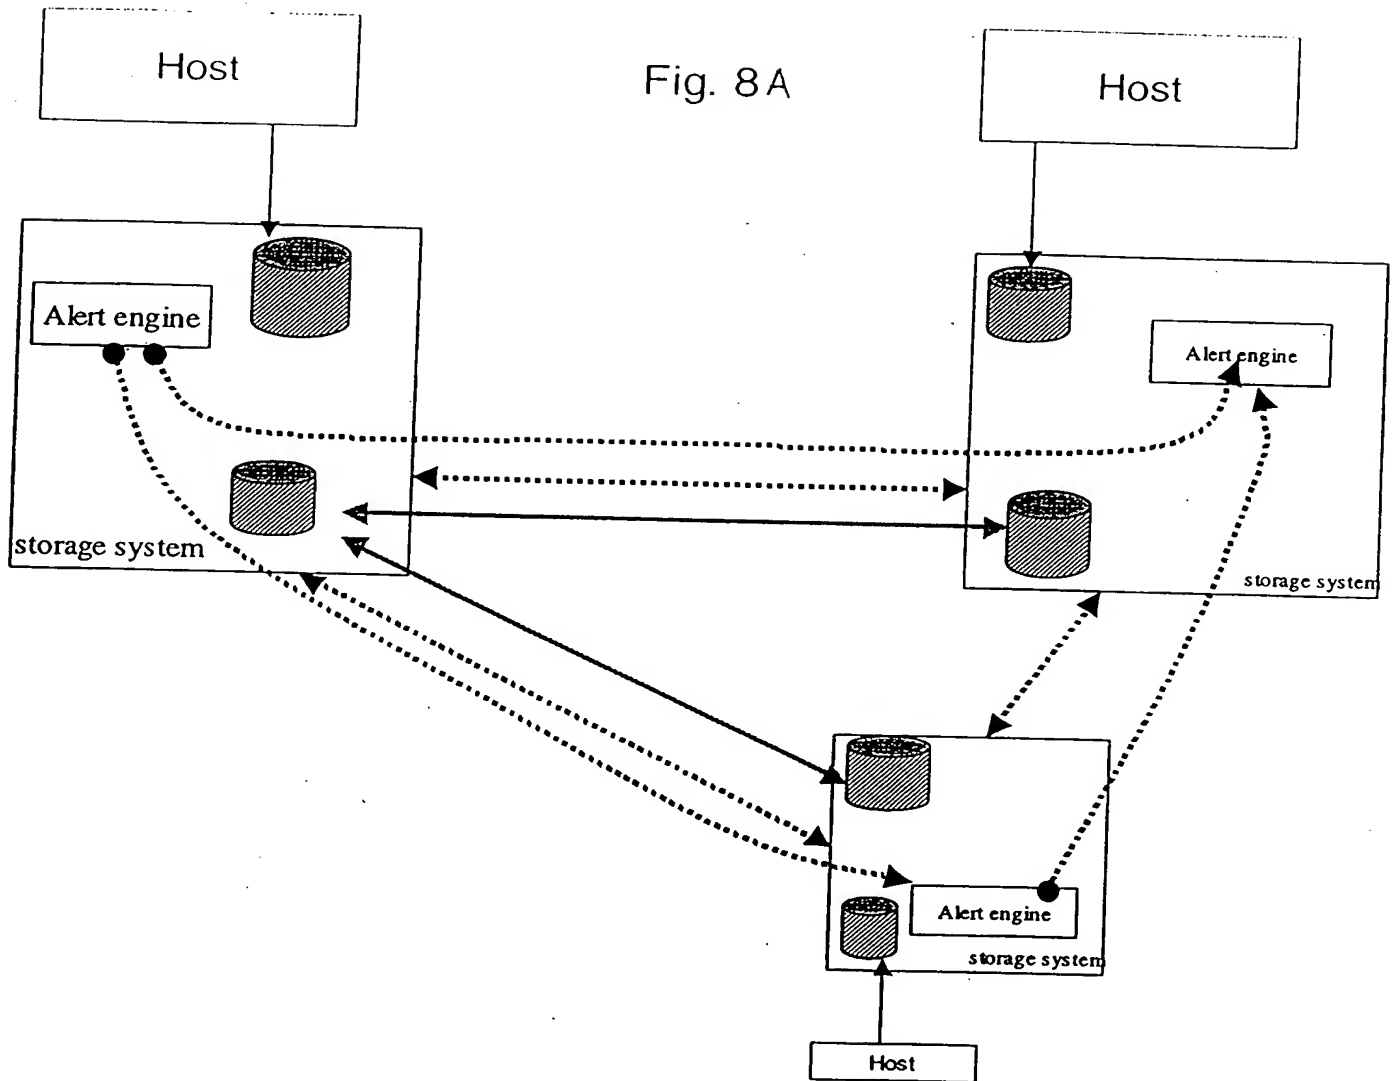 Host
Fig. 8A
Host
Alert engine
Alert engine
storage system
storage system
Alert engine
storage system
Host